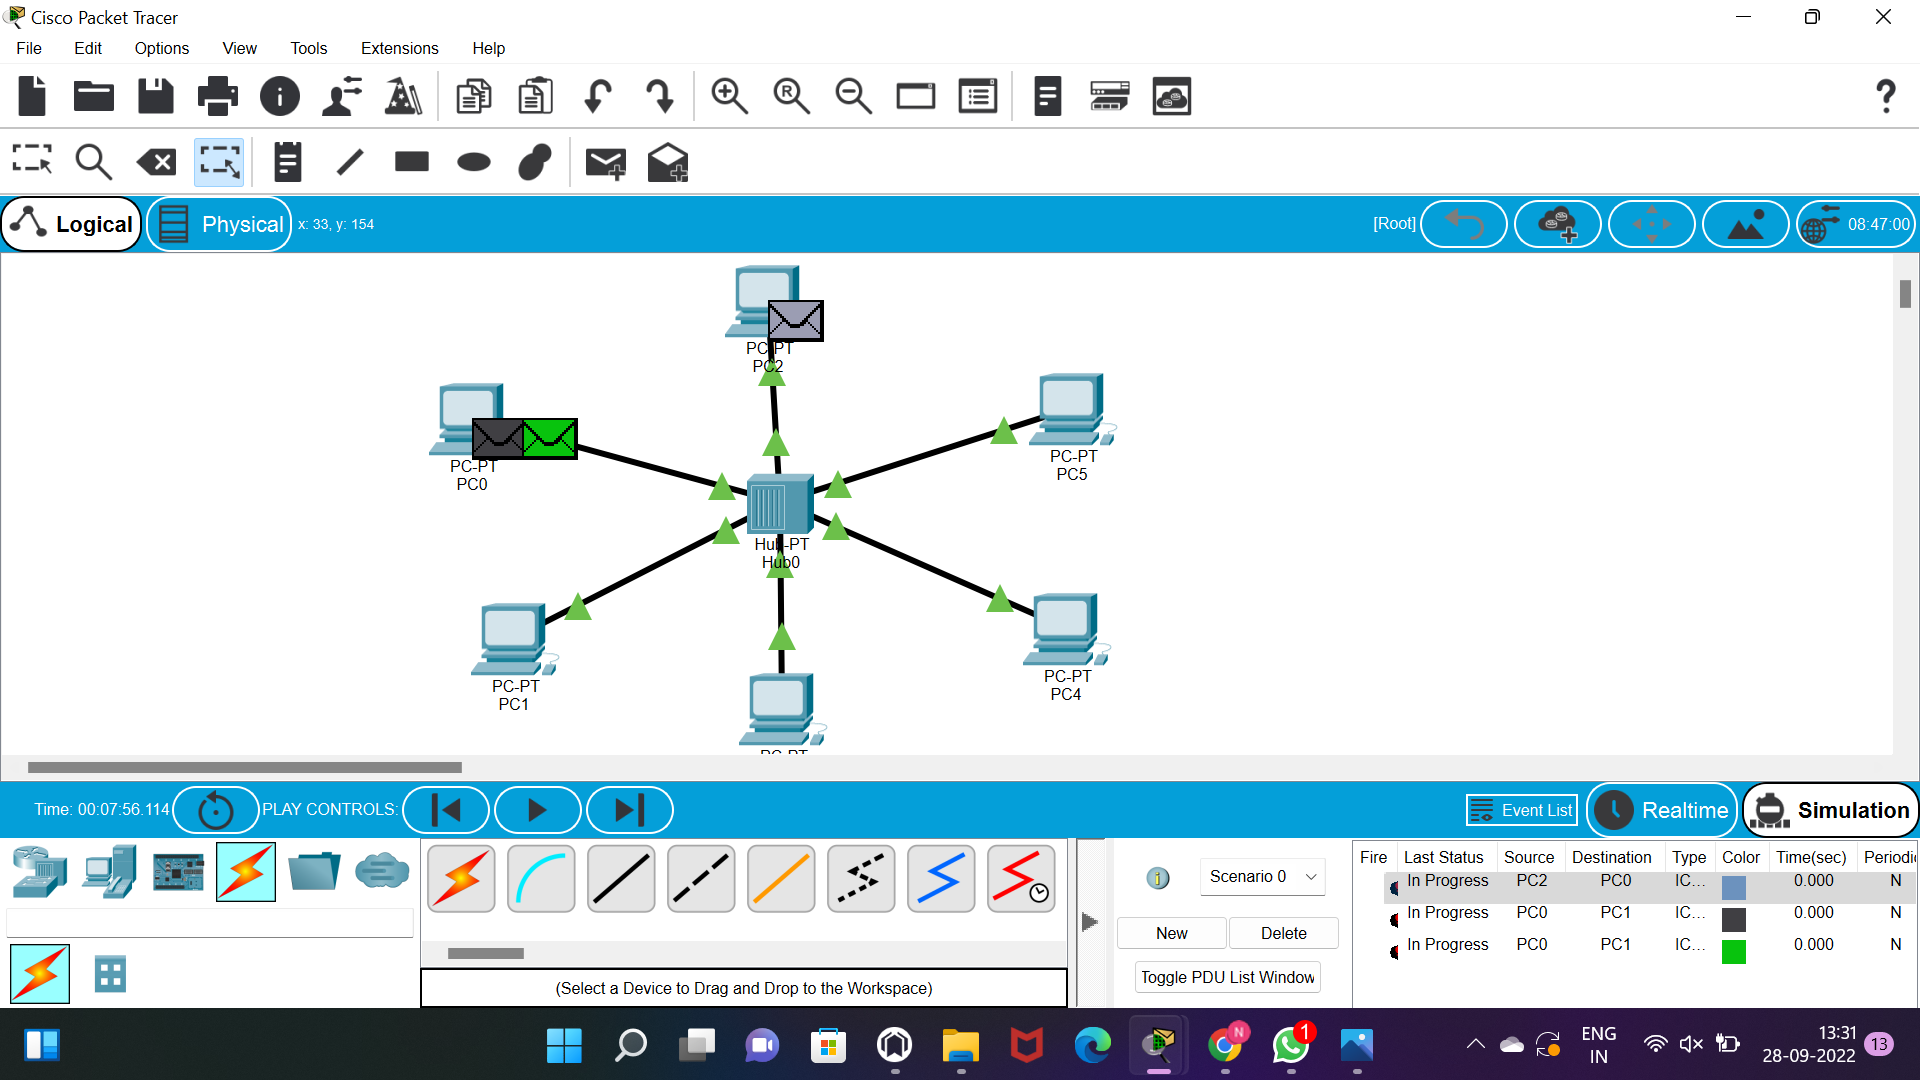 Cisco Packet Tracer
File Edit Options View Tools Extensions Help
Logical Physical x: 33, y: 154 [Root] 08:47:00
PC-PT
PC2
PC-PT
PC0
PC-PT
PC5
Hub-PT
Hub0
PC-PT
PC1
PC-PT
PC4
PC-PT
Time: 00:07:56.114 PLAY CONTROLS: Event List Realtime Simulation
Scenario 0
New Delete
Toggle PDU List Window
(Select a Device to Drag and Drop to the Workspace)
Fire Last Status Source Destination Type Color Time(sec) Periodic
In Progress PC2 PC0 IC... 0.000 N
In Progress PC0 PC1 IC... 0.000 N
In Progress PC0 PC1 IC... 0.000 N
N
1
ENG
IN
13:31
28-09-2022
13